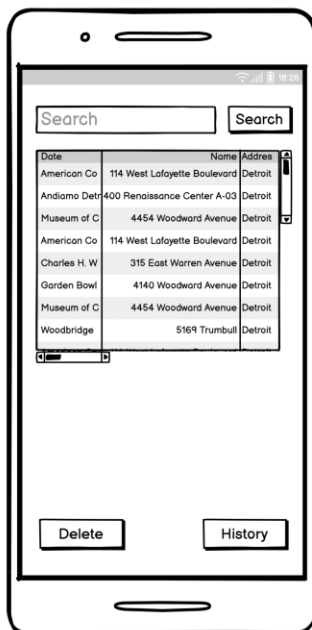 18:26
Search Search
Date Name Addres
American Co 114 West Lafayette Boulevard Detroit
Andiamo Detr 400 Renaissance Center A-03 Detroit
Museum of C 4454 Woodward Avenue Detroit
American Co 114 West Lafayette Boulevard Detroit
Charles H. W 315 East Warren Avenue Detroit
Garden Bowl 4140 Woodward Avenue Detroit
Museum of C 4454 Woodward Avenue Detroit
Woodbridge 5169 Trumbull Detroit
Delete History